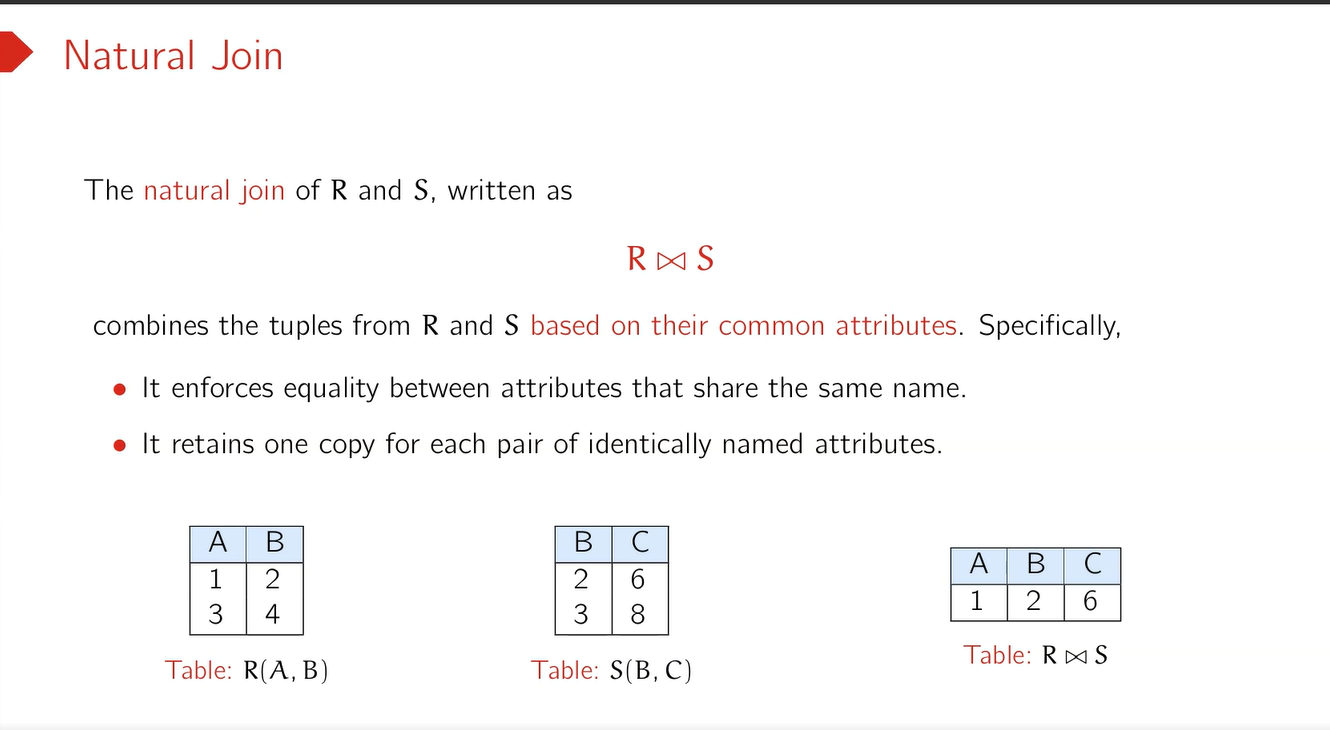 Natural Join
The natural join of R and S, written as
R ⋈ S
combines the tuples from R and S based on their common attributes. Specifically,
• It enforces equality between attributes that share the same name.
• It retains one copy for each pair of identically named attributes.
A B
1 2
3 4
Table: R(A, B)
B C
2 6
3 8
Table: S(B, C)
A B C
1 2 6
Table: R ⋈ S